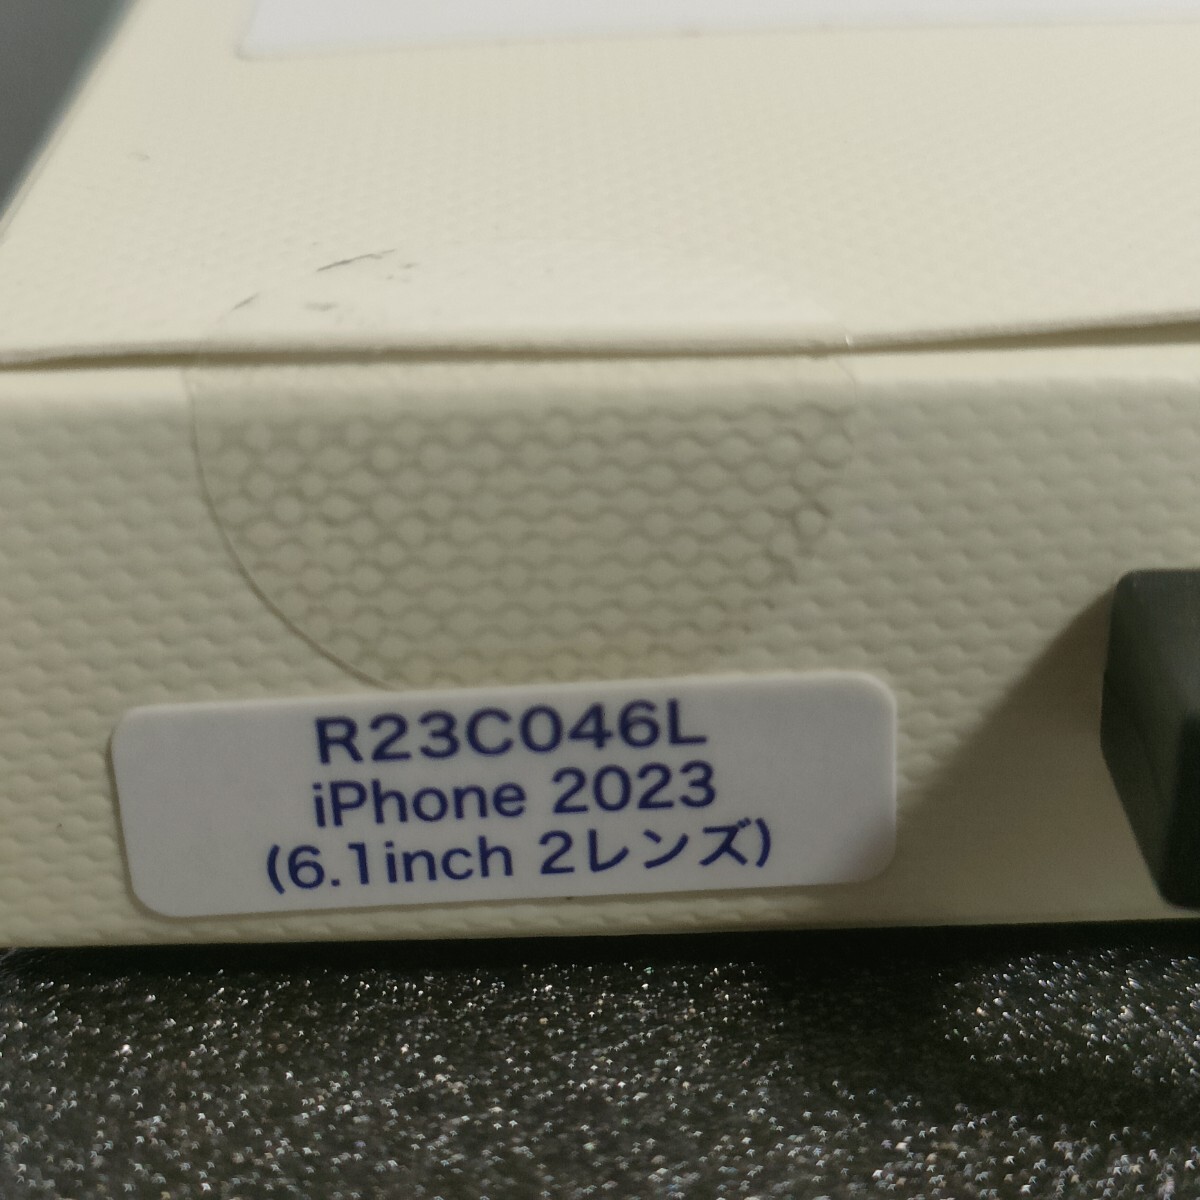 R23C046L
iPhone 2023
(6.1inch 2レンズ)